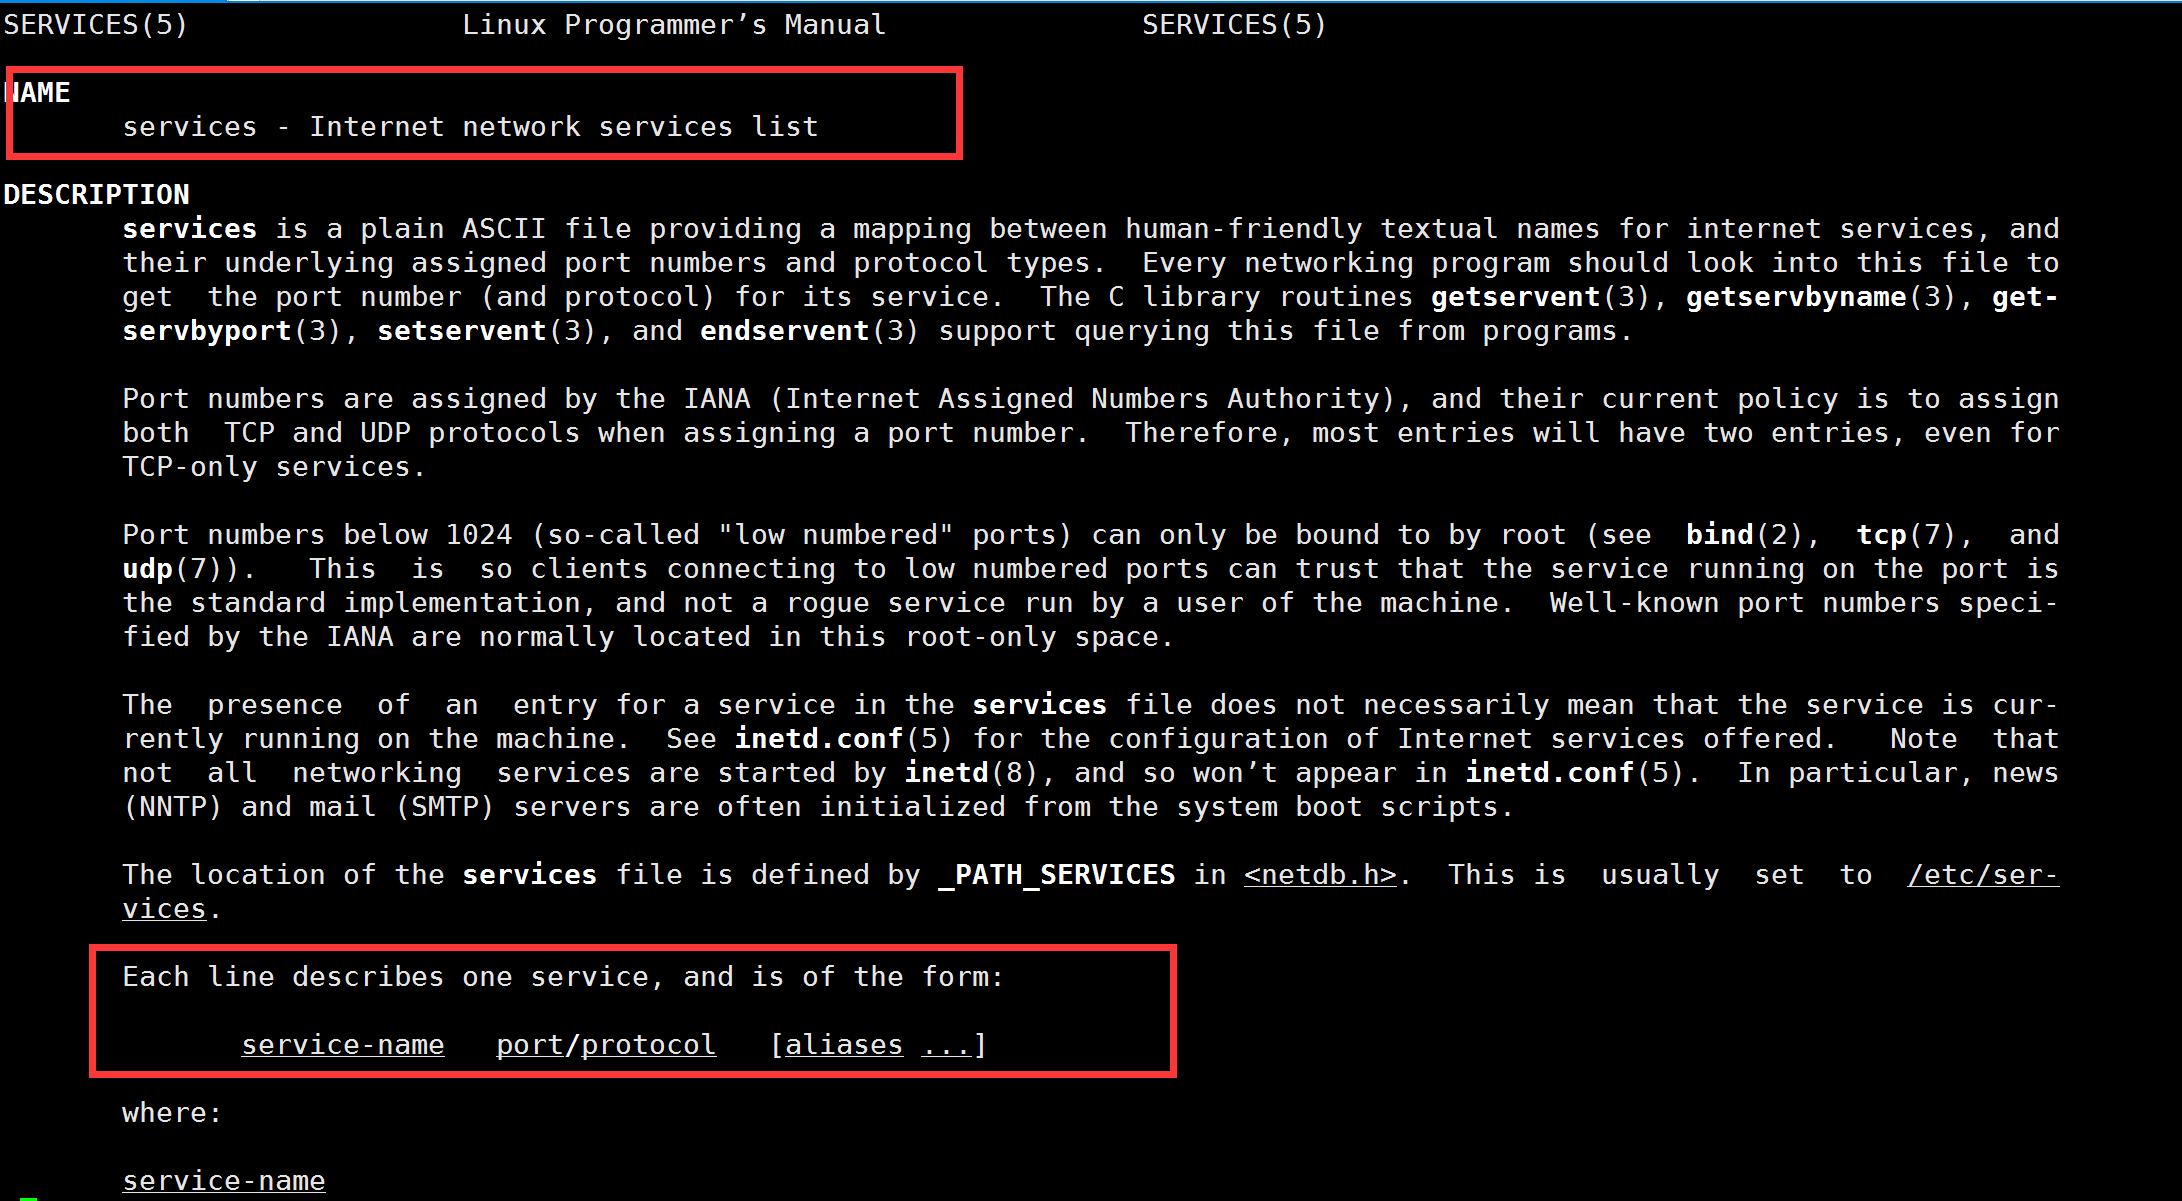 SERVICES(5)                Linux Programmer’s Manual               SERVICES(5)
NAME
services - Internet network services list
DESCRIPTION
services is a plain ASCII file providing a mapping between human-friendly textual names for internet services, and
their underlying assigned port numbers and protocol types.  Every networking program should look into this file to
get  the port number (and protocol) for its service.  The C library routines getservent(3), getservbyname(3), get-
servbyport(3), setservent(3), and endservent(3) support querying this file from programs.
Port numbers are assigned by the IANA (Internet Assigned Numbers Authority), and their current policy is to assign
both  TCP and UDP protocols when assigning a port number.  Therefore, most entries will have two entries, even for
TCP-only services.
Port numbers below 1024 (so-called "low numbered" ports) can only be bound to by root (see  bind(2),  tcp(7),  and
udp(7)).   This  is  so clients connecting to low numbered ports can trust that the service running on the port is
the standard implementation, and not a rogue service run by a user of the machine.  Well-known port numbers speci-
fied by the IANA are normally located in this root-only space.
The  presence  of  an  entry for a service in the services file does not necessarily mean that the service is cur-
rently running on the machine.  See inetd.conf(5) for the configuration of Internet services offered.   Note  that
not  all  networking  services are started by inetd(8), and so won’t appear in inetd.conf(5).  In particular, news
(NNTP) and mail (SMTP) servers are often initialized from the system boot scripts.
The location of the services file is defined by _PATH_SERVICES in <netdb.h>.  This is  usually  set  to  /etc/ser-
vices.
Each line describes one service, and is of the form:
service-name   port/protocol   [aliases ...]
where:
service-name